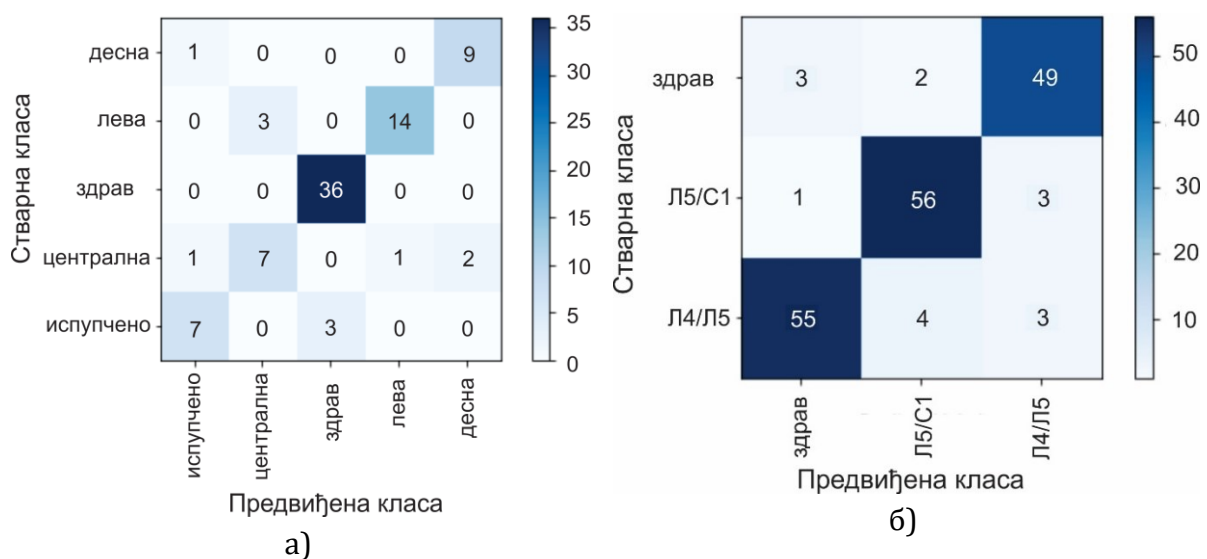 десна 1 0 0 0 9
лева 0 3 0 14 0
здрав 0 0 36 0 0
централна 1 7 0 1 2
испупчено 7 0 3 0 0
испупчено централна здрав лева десна
Стварна класа
Предвиђена класа
35
30
25
20
15
10
5
0
а)
здрав 3 2 49
Л5/С1 1 56 3
Л4/Л5 55 4 3
здрав Л5/С1 Л4/Л5
Стварна класа
Предвиђена класа
50
40
30
20
10
б)